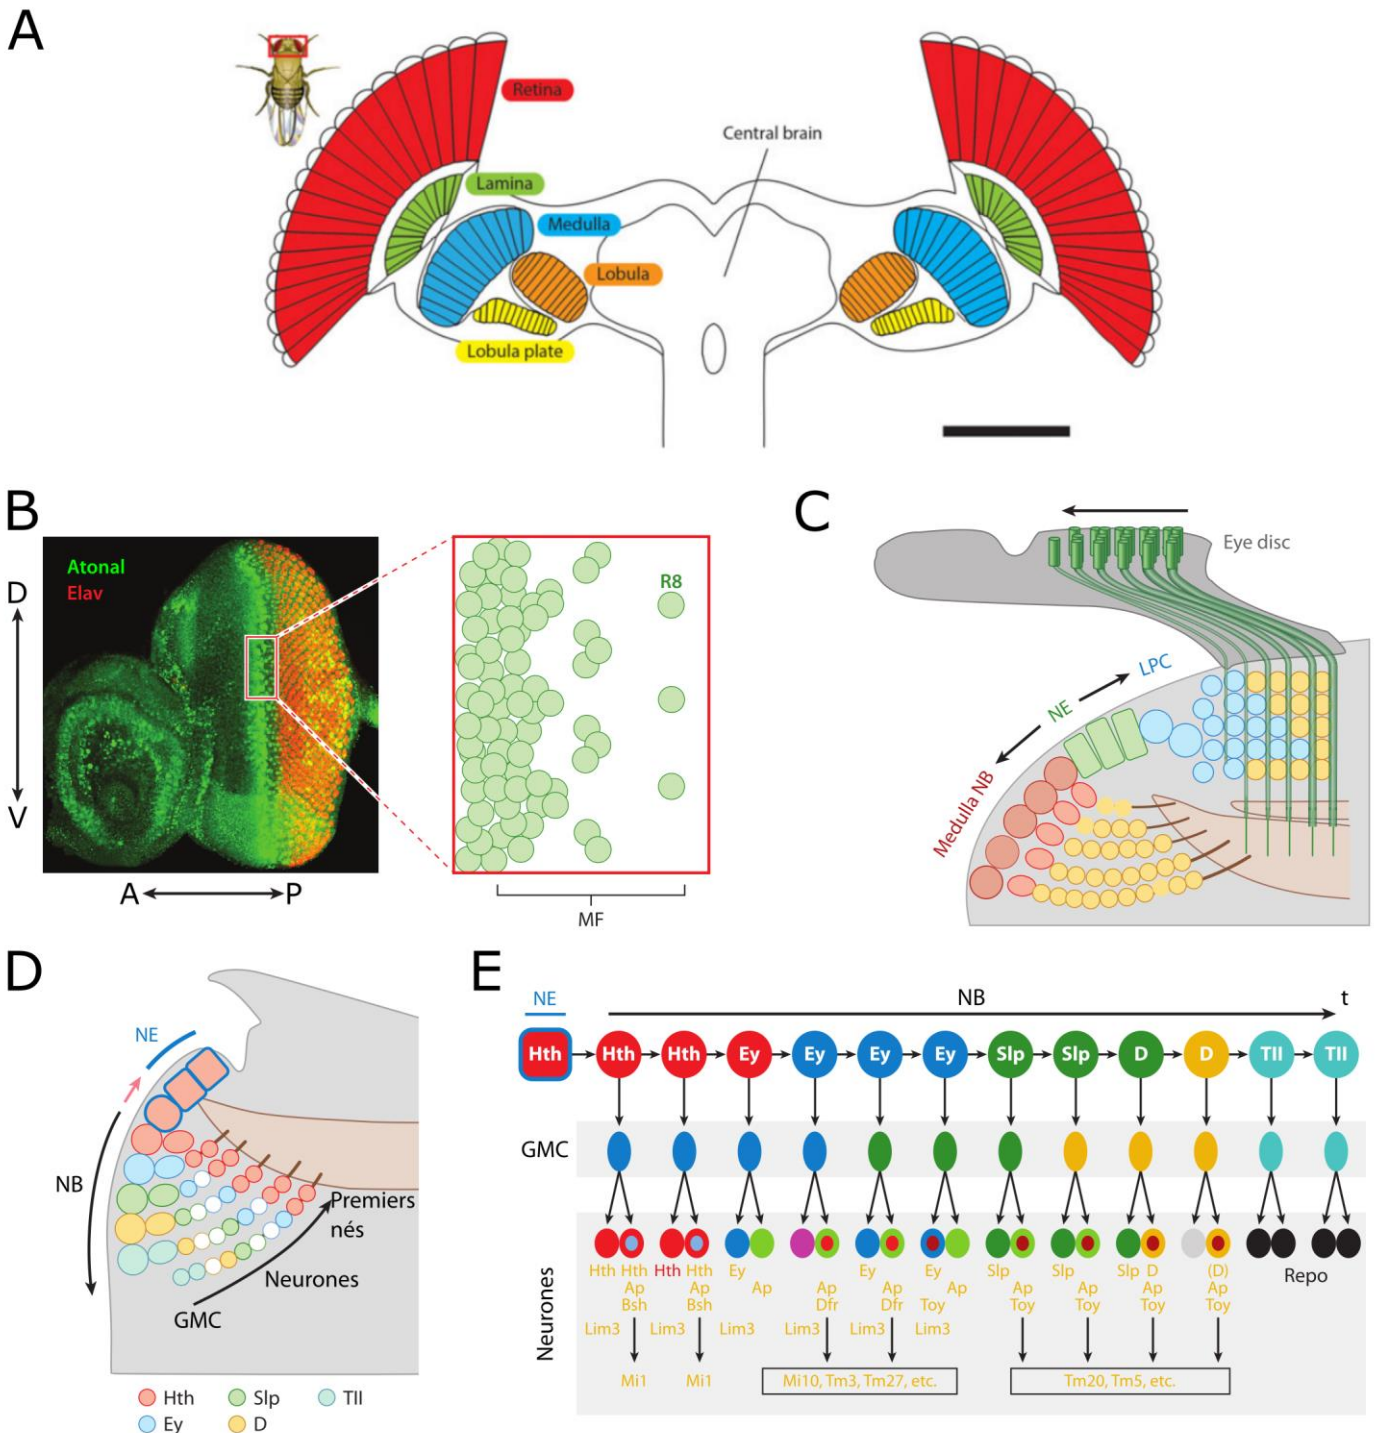 A
Retina
Central brain
Lamina
Medulla
Lobula
Lobula plate
B
Atonal
Elav
D
V
A
P
R8
MF
C
Eye disc
LPC
NE
Medulla NB
D
NE
NB
Premiers
nés
Neurones
GMC
Hth
Slp
Tll
Ey
D
E
NE
NB
t
Hth Hth Hth Ey Ey Ey Ey Slp Slp D D Tll Tll
GMC
Neurones
Hth Hth Hth Hth Ey Ey Ey Slp Slp Slp D (D)
Ap Ap Ap Ap Ap Ap Ap Ap Ap Ap
Bsh Bsh Dfr Dfr Toy Toy Toy Toy Toy
Repo
Lim3 Lim3 Lim3 Lim3 Lim3 Lim3
Mi1 Mi1 Mi10, Tm3, Tm27, etc. Tm20, Tm5, etc.